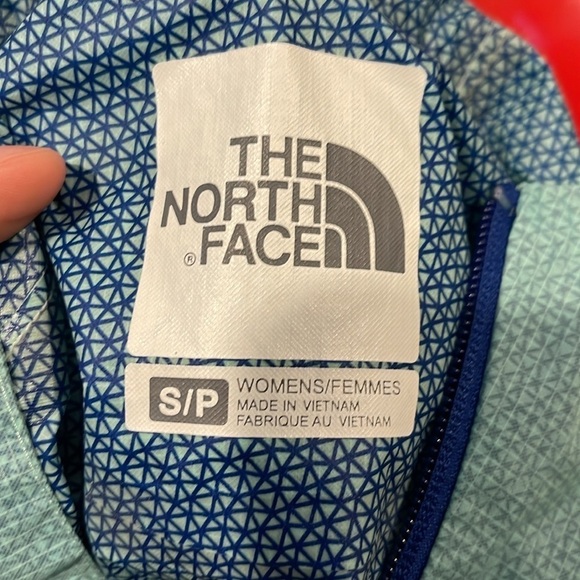 THE
NORTH
FACE
®
S/P
WOMENS/FEMMES
MADE IN VIETNAM
FABRIQUE AU VIETNAM